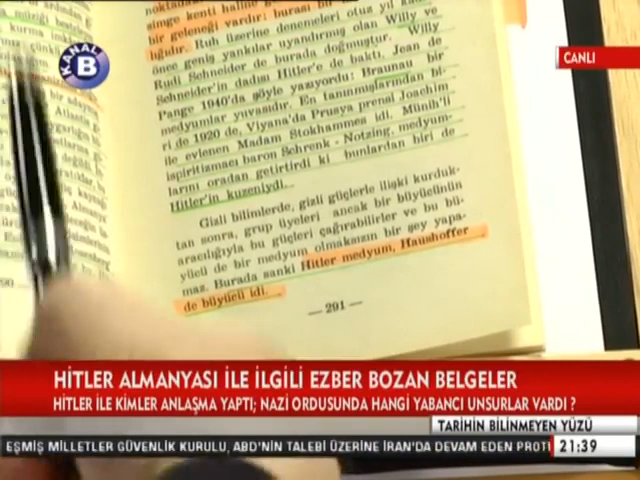 KANAL B
CANLI
noktadan
simge kenti haline
bir geleneği vardır: burası bir
lığıdır. Ruh üzerine denemeleri otuz yıl
önce geniş yankılar uyandırmış olan Willy ve
Rudi Schneider de burada doğmuştur. Willy
Schneider'in dadısı Hitler'e de baktı. Jean de
Pange 1940'da şöyle yazıyordu: Braunau bir
medyumlar yuvasıdır. En tanınmışlarından bi-
ri de 1920 de, Viyana'da Prusya prensi Joachim
ile evlenen Madam Stokhammes idi. Münih'li
ispiritizmacı baron Schrenk - Notzing, medyum-
larını oradan getirtirdi ki bunlardan biri de
Hitler'in kuzeniydi.
Gizli bilimlerde, gizli güçlerle ilişki kurduk-
tan sonra, grup üyeleri ancak bir büyücünün
aracılığıyla bu güçleri çağırabilirler ve bu bü-
yücü de bir medyum olmaksızın bir şey yapa-
maz. Burada sanki Hitler medyum, Haushoffer
de büyücü idi.
— 291 —
HİTLER ALMANYASI İLE İLGİLİ EZBER BOZAN BELGELER
HİTLER İLE KİMLER ANLAŞMA YAPTI; NAZİ ORDUSUNDA HANGİ YABANCI UNSURLAR VARDI ?
TARİHİN BİLİNMEYEN YÜZÜ
EŞMİŞ MİLLETLER GÜVENLİK KURULU, ABD'NİN TALEBİ ÜZERİNE İRAN'DA DEVAM EDEN PROT
21:39